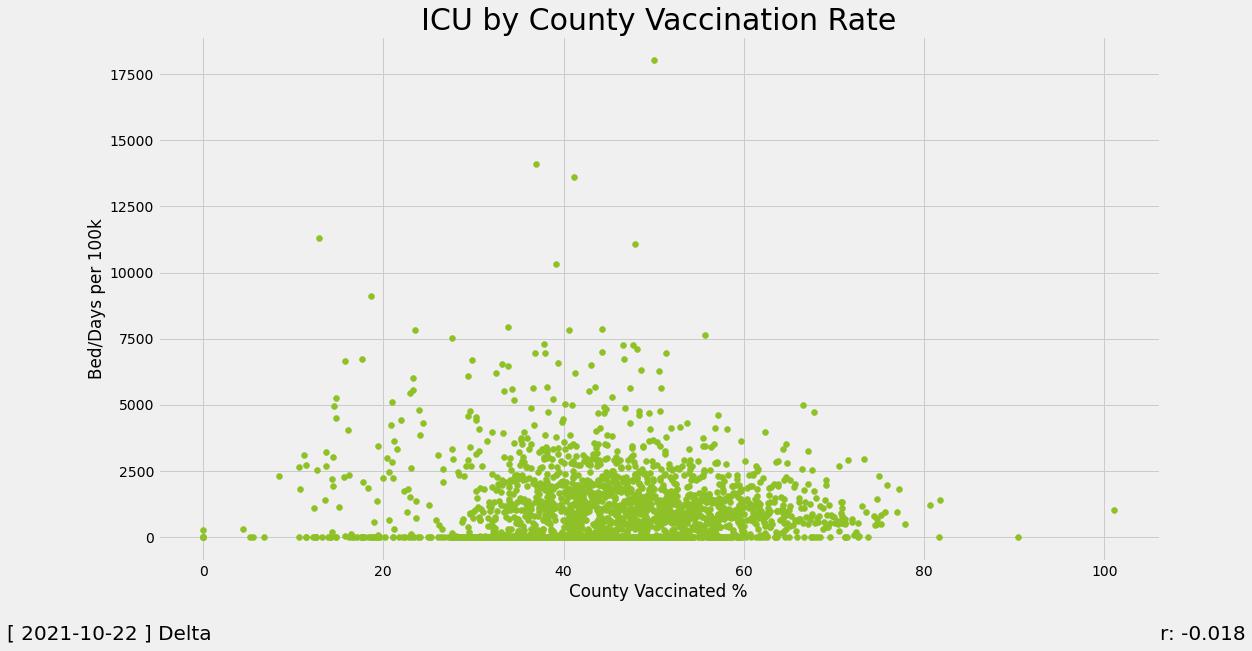 ICU by County Vaccination Rate
17500
15000
12500
10000
7500
5000
2500
0
Bed/Days per 100k
0 20 40 60 80 100
County Vaccinated %
[ 2021-10-22 ] Delta r: -0.018